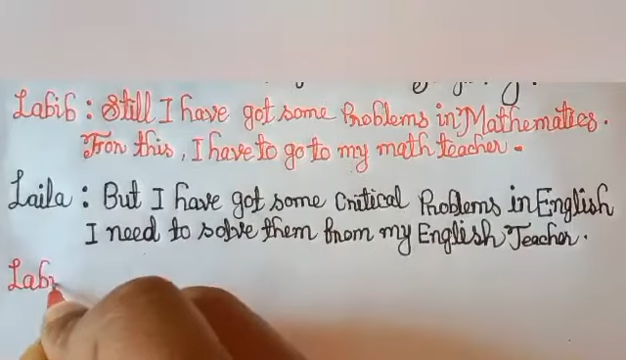 Labib : Still I have got some Problems in Mathematics.
For this, I have to go to my math teacher.
Laila : But I have got some Critical Problems in English
I need to solve them from my English Teacher.
Labi